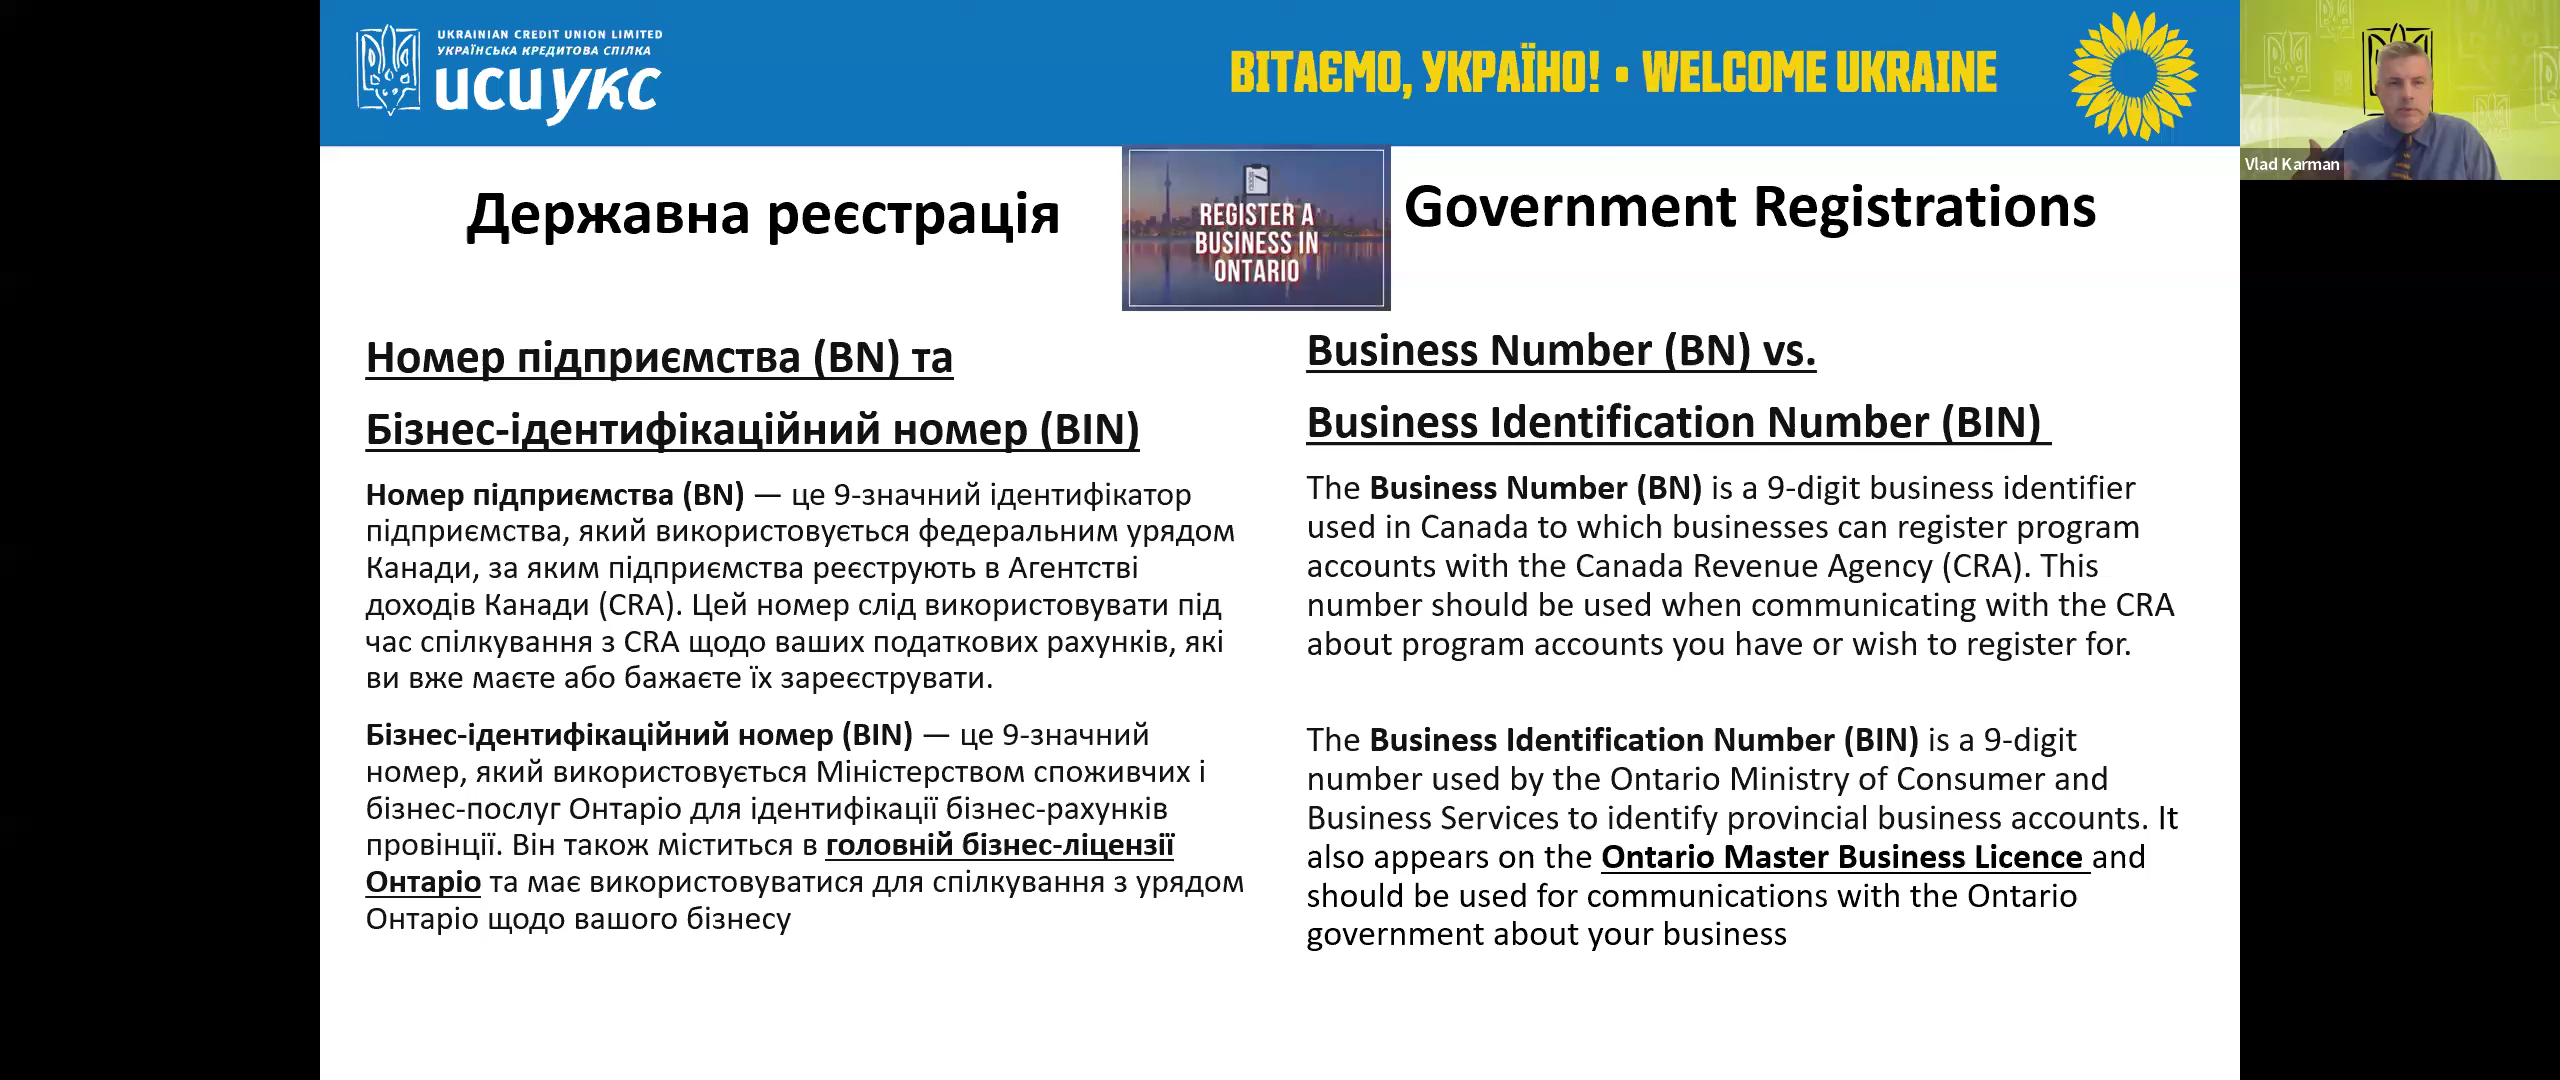 UKRAINIAN CREDIT UNION LIMITED
УКРАЇНСЬКА КРЕДИТОВА СПІЛКА
UCUУКС
ВІТАЄМО, УКРАЇНО! • WELCOME UKRAINE
Vlad Karman
Державна реєстрація
REGISTER A
BUSINESS IN
ONTARIO
Government Registrations
Номер підприємства (BN) та
Бізнес-ідентифікаційний номер (BIN)
Номер підприємства (BN) — це 9-значний ідентифікатор
підприємства, який використовується федеральним урядом
Канади, за яким підприємства реєструють в Агентстві
доходів Канади (CRA). Цей номер слід використовувати під
час спілкування з CRA щодо ваших податкових рахунків, які
ви вже маєте або бажаєте їх зареєструвати.
Бізнес-ідентифікаційний номер (BIN) — це 9-значний
номер, який використовується Міністерством споживчих і
бізнес-послуг Онтаріо для ідентифікації бізнес-рахунків
провінції. Він також міститься в головній бізнес-ліцензії
Онтаріо та має використовуватися для спілкування з урядом
Онтаріо щодо вашого бізнесу
Business Number (BN) vs.
Business Identification Number (BIN)
The Business Number (BN) is a 9-digit business identifier
used in Canada to which businesses can register program
accounts with the Canada Revenue Agency (CRA). This
number should be used when communicating with the CRA
about program accounts you have or wish to register for.
The Business Identification Number (BIN) is a 9-digit
number used by the Ontario Ministry of Consumer and
Business Services to identify provincial business accounts. It
also appears on the Ontario Master Business Licence and
should be used for communications with the Ontario
government about your business